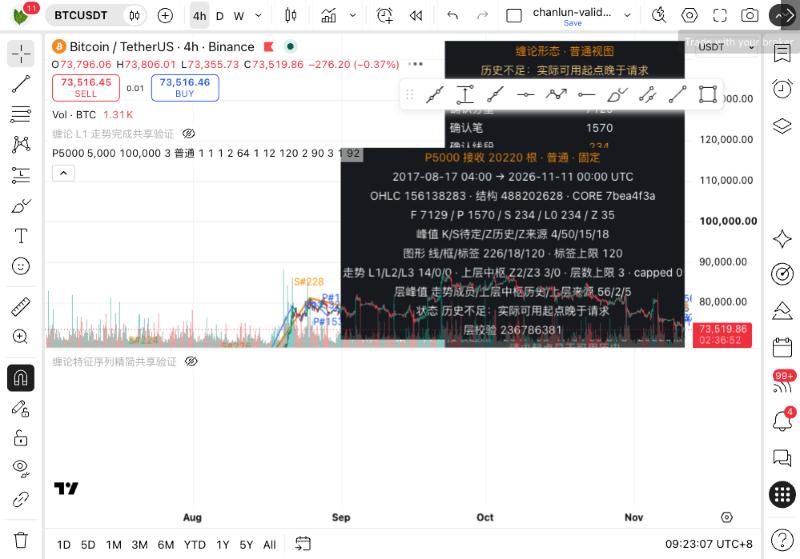 11
BTCUSDT
4h
D
W
chanlun-valid...
Save
Trade with your broker
Bitcoin / TetherUS · 4h · Binance
O73,796.06 H73,806.01 L73,355.73 C73,519.86 −276.20 (−0.37%)
73,516.45
SELL
0.01
73,516.46
BUY
Vol · BTC 1.31K
缠论 L1 走势完成共享验证
P5000 5,000 100,000 3 普通 1 1 1 2 64 1 12 120 2 90 3 1 92
缠论形态 · 普通视图
历史不足：实际可用起点晚于请求
确认笔 1570
确认线段 234
P5000 接收 20220 根 · 普通 · 固定
2017-08-17 04:00 → 2026-11-11 00:00 UTC
OHLC 156138283 · 结构 488202628 · CORE 7bea4f3a
F 7129 / P 1570 / S 234 / L0 234 / Z 35
峰值 K/S待定/Z历史/Z来源 4/50/15/18
图形 线/框/标签 226/18/120 · 标签上限 120
走势 L1/L2/L3 14/0/0 · 上层中枢 Z2/Z3 3/0 · 层数上限 3 · capped 0
层峰值 走势成员/上层中枢历史/上层来源 56/2/5
状态 历史不足：实际可用起点晚于请求
层校验 236786381
S#228
USDT
120,000.00
110,000.00
100,000.00
90,000.00
80,000.00
73,519.86
02:36:52
缠论特征序列精简共享验证
Aug
Sep
Oct
Nov
1D
5D
1M
3M
6M
YTD
1Y
5Y
All
09:23:07 UTC+8
99+
4